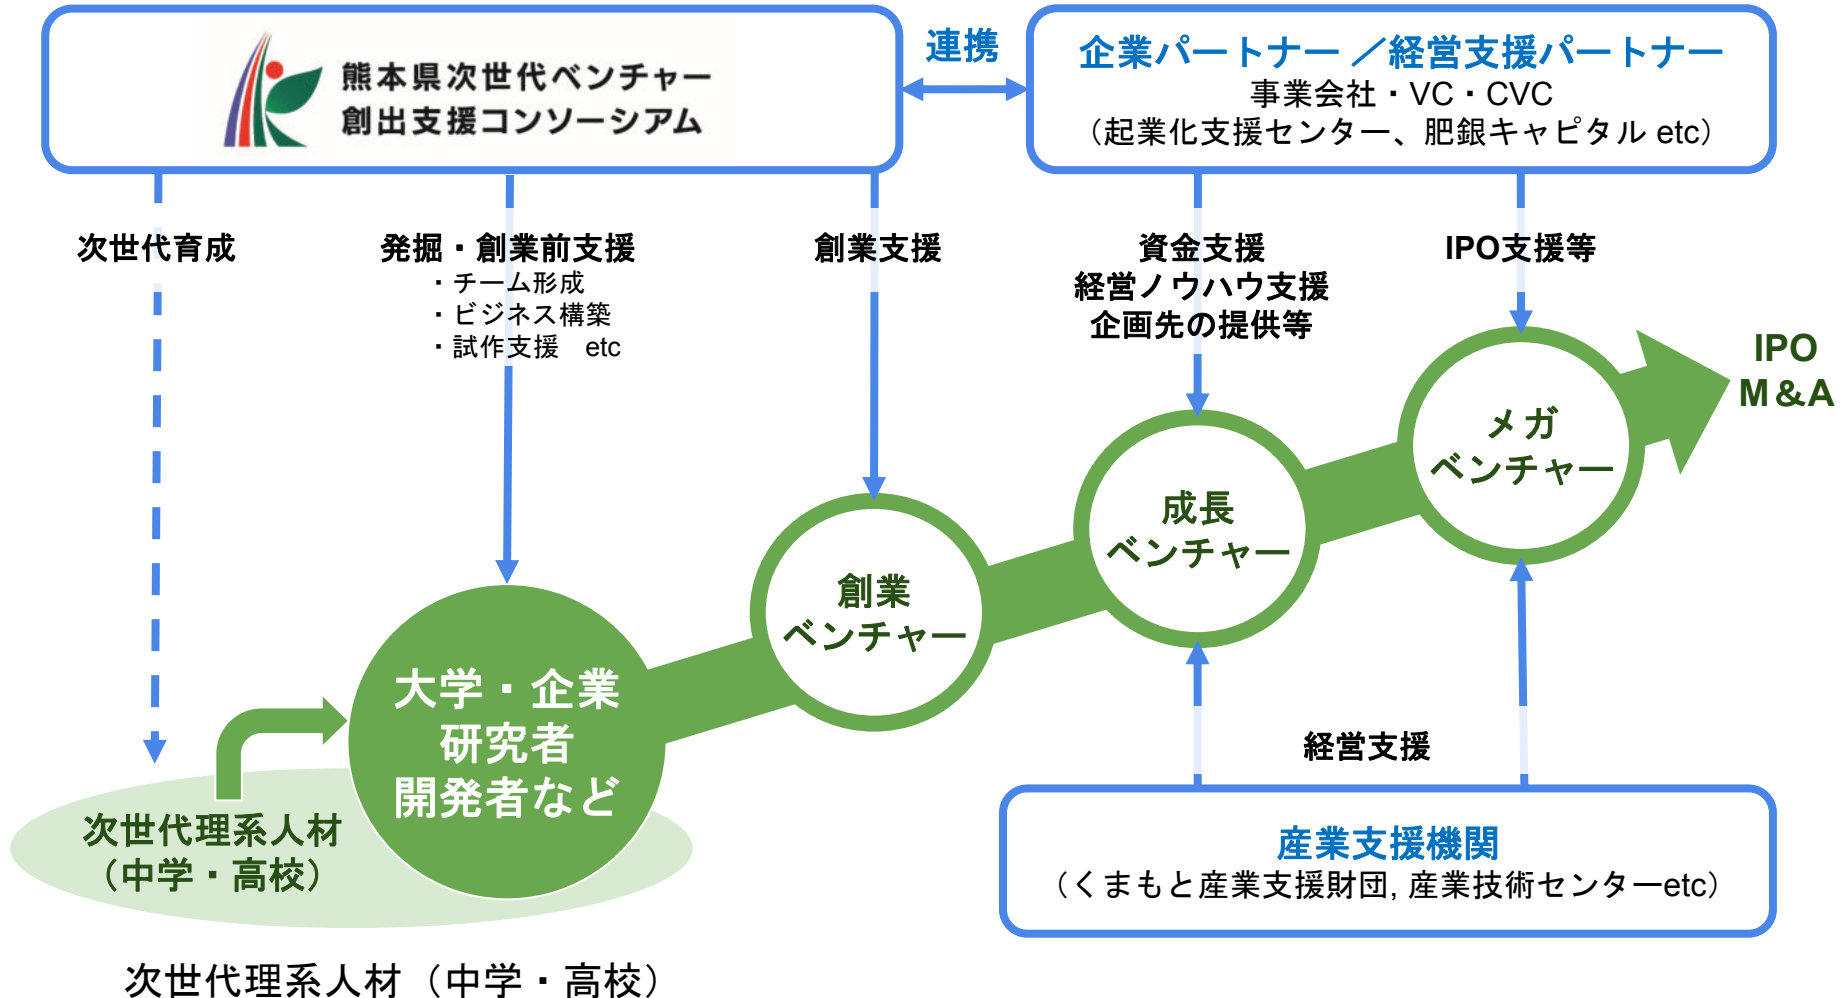 熊本県次世代ベンチャー
創出支援コンソーシアム
連携
企業パートナー／経営支援パートナー
事業会社・VC・CVC
（起業化支援センター、肥銀キャピタル etc）
次世代育成
発掘・創業前支援
・チーム形成
・ビジネス構築
・試作支援　etc
創業支援
資金支援
経営ノウハウ支援
企画先の提供等
IPO支援等
IPO
M＆A
メガ
ベンチャー
成長
ベンチャー
創業
ベンチャー
大学・企業
研究者
開発者など
次世代理系人材
（中学・高校）
経営支援
産業支援機関
（くまもと産業支援財団, 産業技術センターetc）
次世代理系人材（中学・高校）